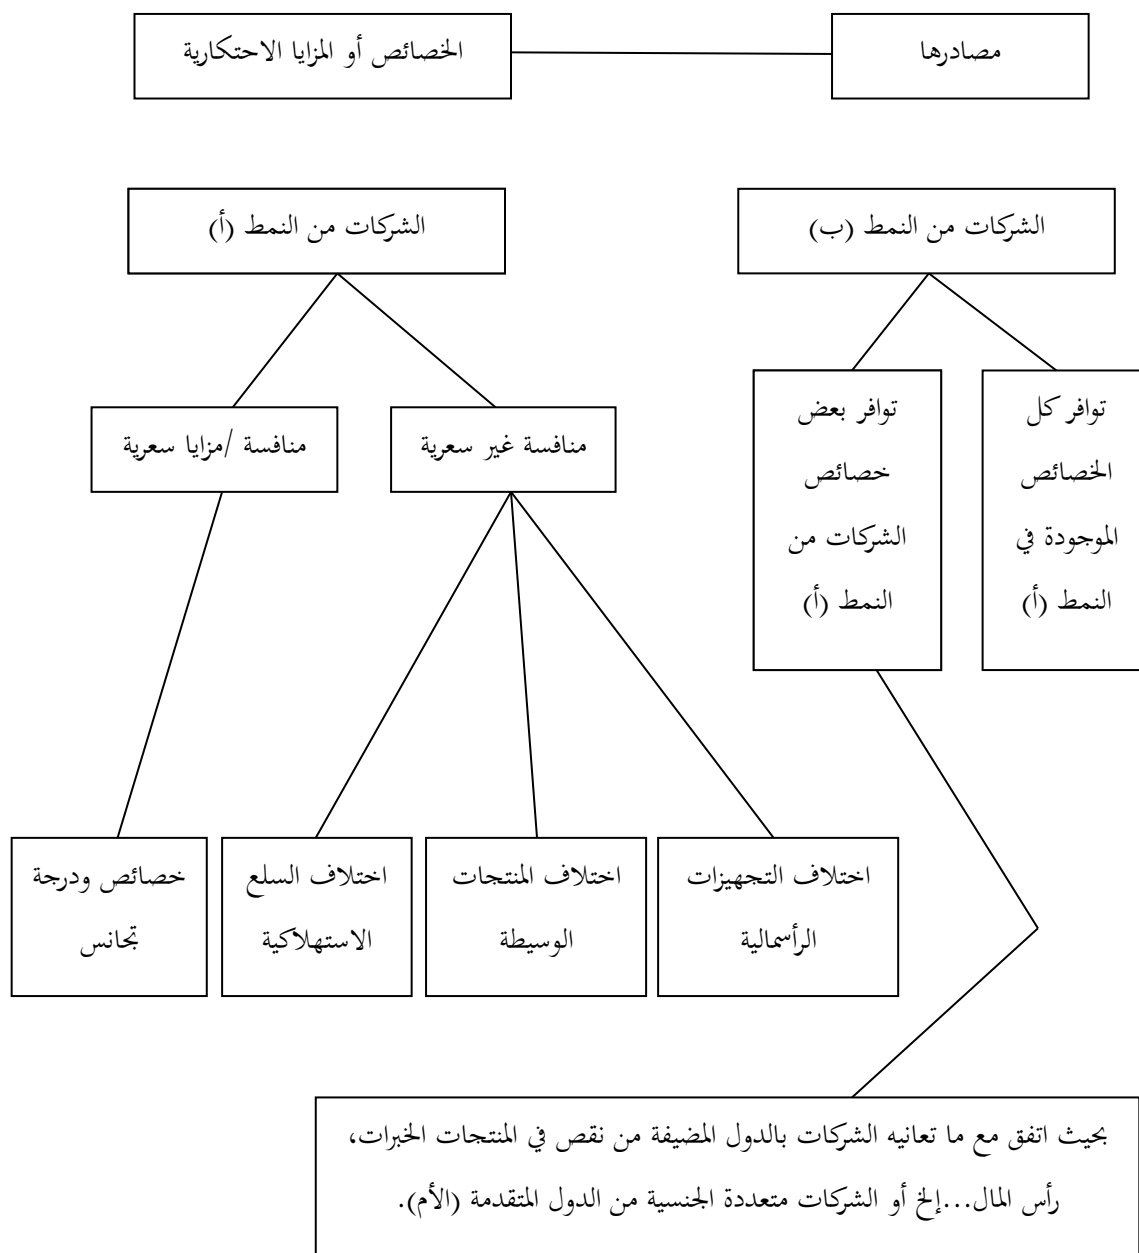 مصادرها
الخصائص أو المزايا الاحتكارية
الشركات من النمط (ب)
الشركات من النمط (أ)
توافر كل
الخصائص
الموجودة في
النمط (أ)
توافر بعض
خصائص
الشركات من
النمط (أ)
منافسة غير سعرية
منافسة /مزايا سعرية
اختلاف التجهيزات
الرأسمالية
اختلاف المنتجات
الوسيطة
اختلاف السلع
الاستهلاكية
خصائص ودرجة
تجانس
بحيث اتفق مع ما تعانيه الشركات بالدول المضيفة من نقص في المنتجات الخبرات،
رأس المال...إلخ أو الشركات متعددة الجنسية من الدول المتقدمة (الأم).